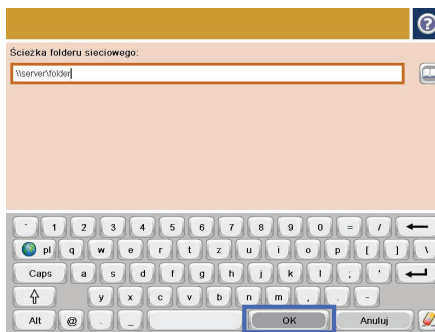 ?
Ścieżka folderu sieciowego:
\\server\folder
` 1 2 3 4 5 6 7 8 9 0 = /
pl q w e r t z u i o p [ ] \
Caps a s d f g h j k l ; '
y x c v b n m , . -
Alt @ . _ OK Anuluj